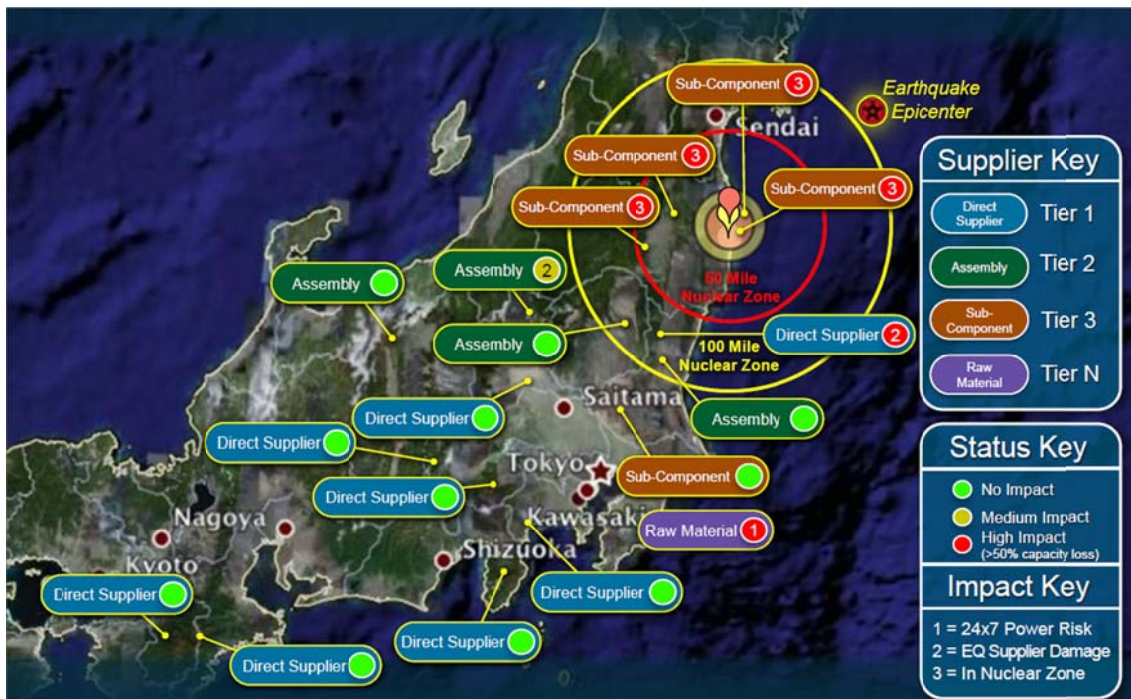 Sub-Component 3
Earthquake
Epicenter
Sendai
Sub-Component 3
Sub-Component 3
Sub-Component 3
Assembly 2
Assembly
50 Mile
Nuclear Zone
Assembly
Direct Supplier 2
100 Mile
Nuclear Zone
Direct Supplier
Saitama
Assembly
Direct Supplier
Tokyo
Sub-Component
Direct Supplier
Nagoya
Kawasaki
Raw Material 1
Kyoto
Shizuoka
Direct Supplier
Direct Supplier
Direct Supplier
Direct Supplier
Supplier Key
Direct
Supplier
Tier 1
Assembly
Tier 2
Sub-
Component
Tier 3
Raw
Material
Tier N
Status Key
No Impact
Medium Impact
High Impact
(>50% capacity loss)
Impact Key
1 = 24x7 Power Risk
2 = EQ Supplier Damage
3 = In Nuclear Zone